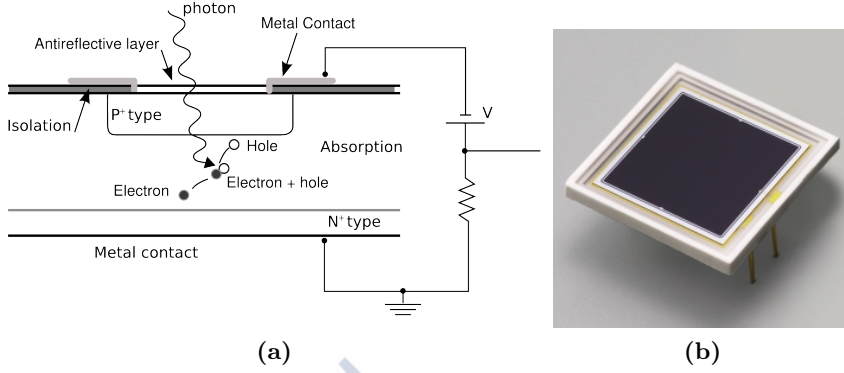 photon
Metal Contact
Antireflective layer
P⁺ type
V
Isolation
Hole
Absorption
Electron
Electron + hole
N⁺ type
Metal contact
(a)
(b)